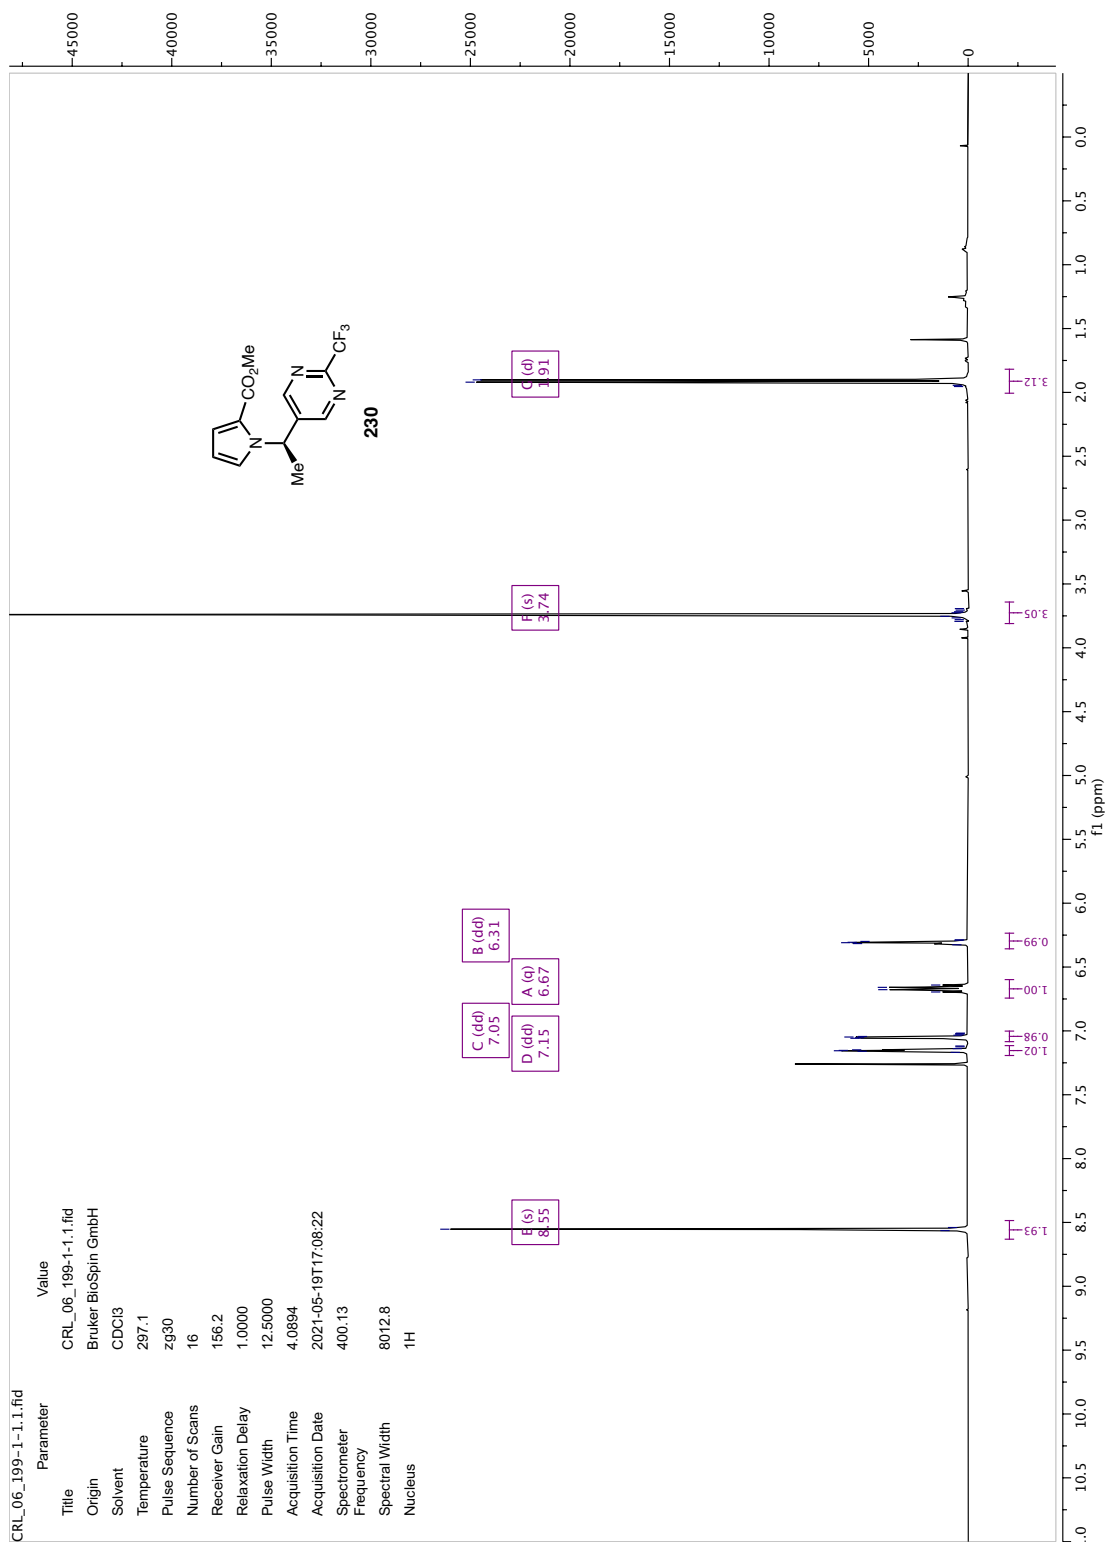 CRL_06_199-1-1.1.fid
Parameter Value
Title CRL_06_199-1-1.1.fid
Origin Bruker BioSpin GmbH
Solvent CDCl3
Temperature 297.1
Pulse Sequence zg30
Number of Scans 16
Receiver Gain 156.2
Relaxation Delay 1.0000
Pulse Width 12.5000
Acquisition Time 4.0894
Acquisition Date 2021-05-19T17:08:22
Spectrometer 400.13
Frequency
Spectral Width 8012.8
Nucleus 1H
N
CO2Me
Me
N
N
CF3
230
C (dd)
7.05
B (dd)
6.31
E (s)
8.55
D (dd)
7.15
A (q)
6.67
F (s)
3.74
G (d)
1.91
45000
40000
35000
30000
25000
20000
15000
10000
5000
0
1.93
1.02
0.98
1.00
0.99
3.05
3.12
.0 10.5 10.0 9.5 9.0 8.5 8.0 7.5 7.0 6.5 6.0 5.5 5.0 4.5 4.0 3.5 3.0 2.5 2.0 1.5 1.0 0.5 0.0
f1 (ppm)